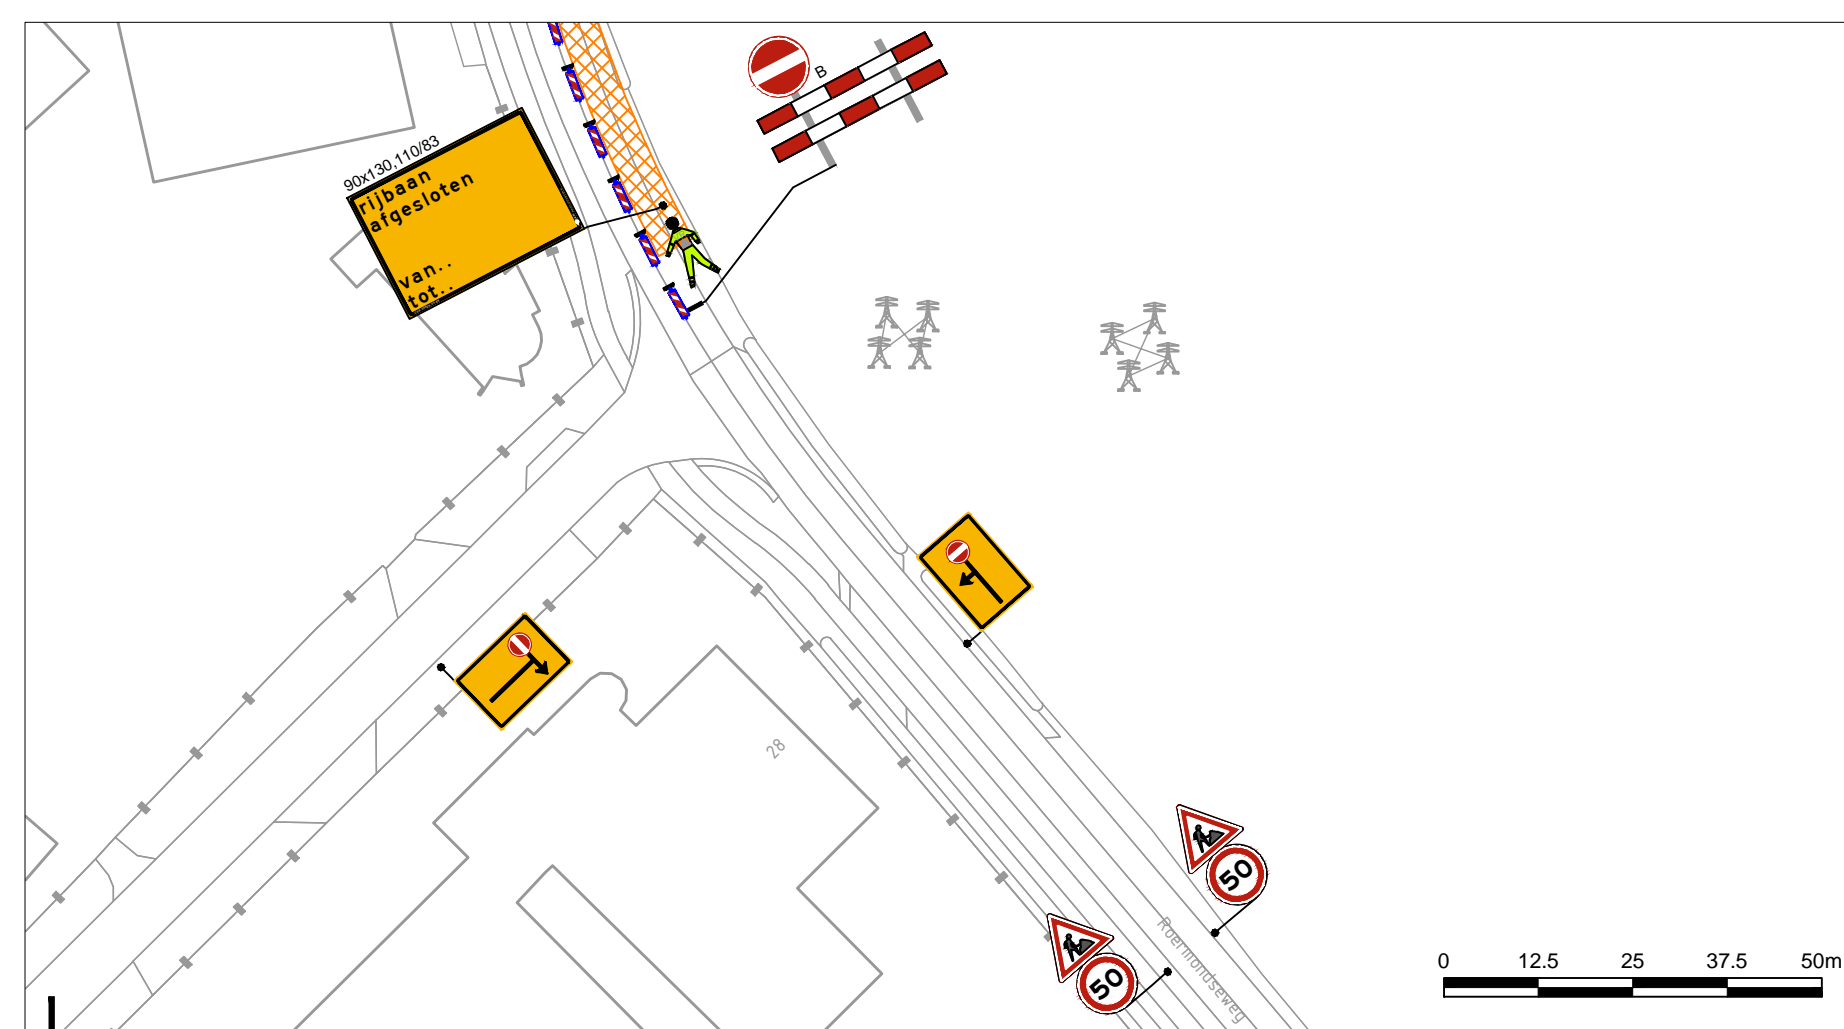 B
90x130,110/83
rijbaan
afgesloten
van..
tot..
28
50
50
Roermondseweg
0 12.5 25 37.5 50m